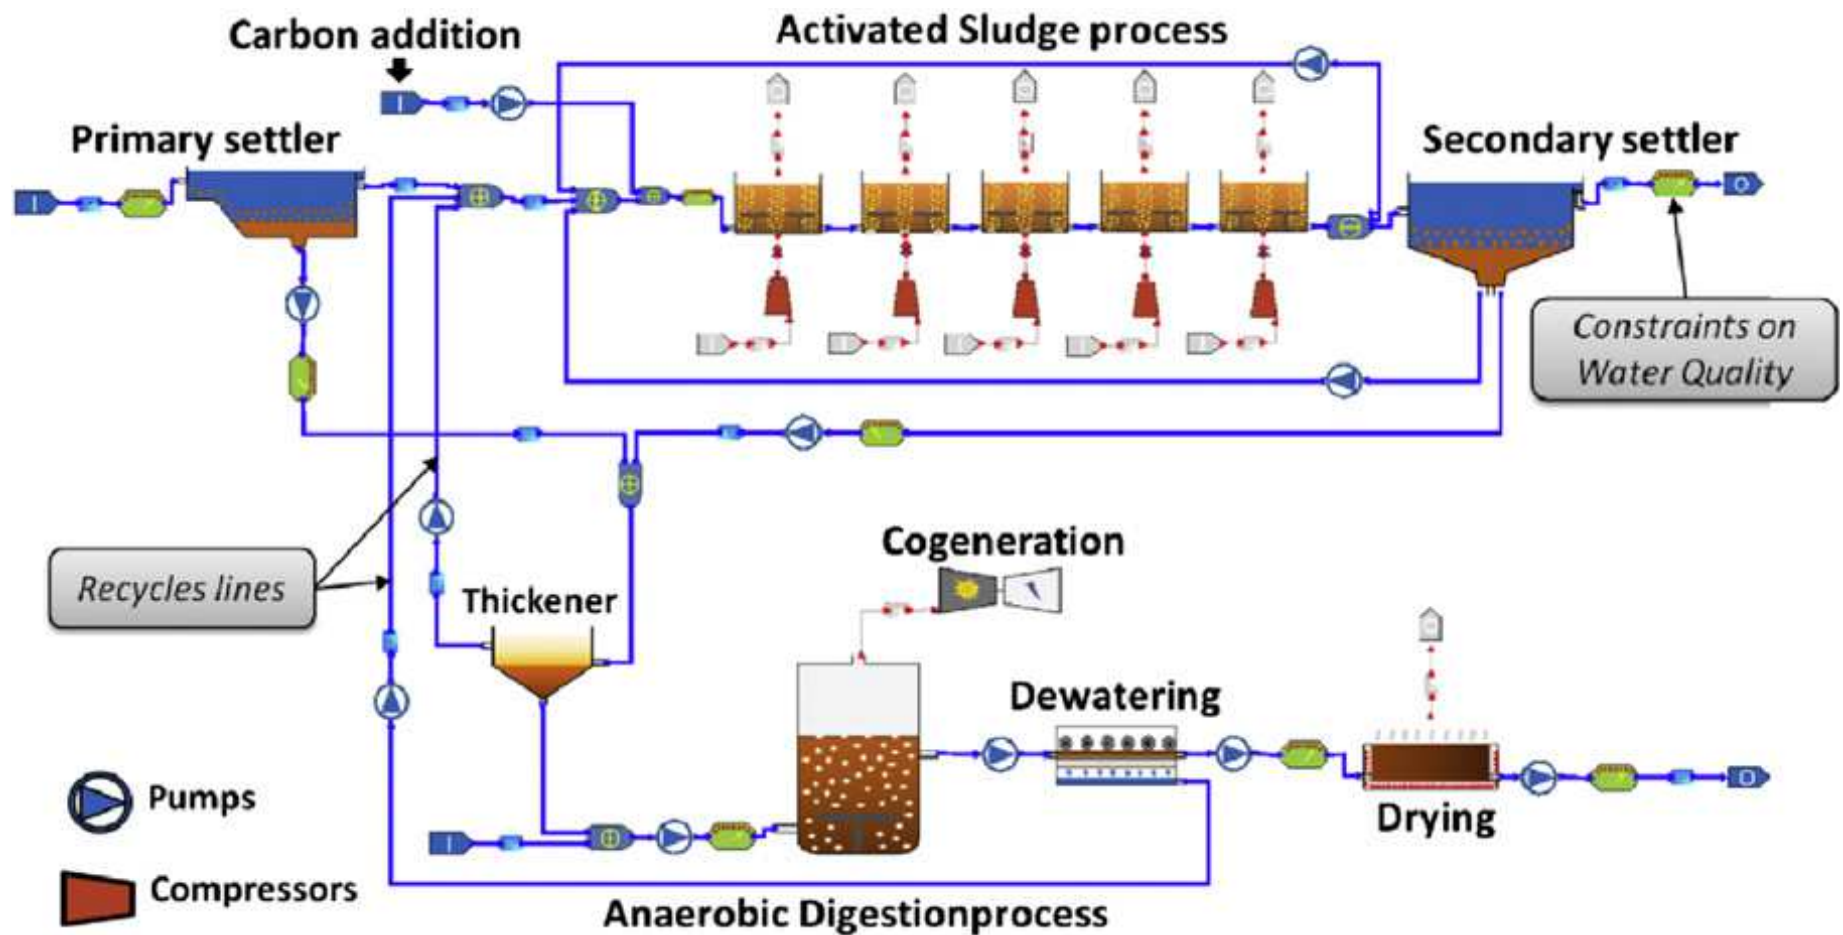 Carbon addition
Activated Sludge process
Primary settler
Secondary settler
Constraints on
Water Quality
Recycles lines
Thickener
Cogeneration
Dewatering
Drying
Pumps
Compressors
Anaerobic Digestionprocess